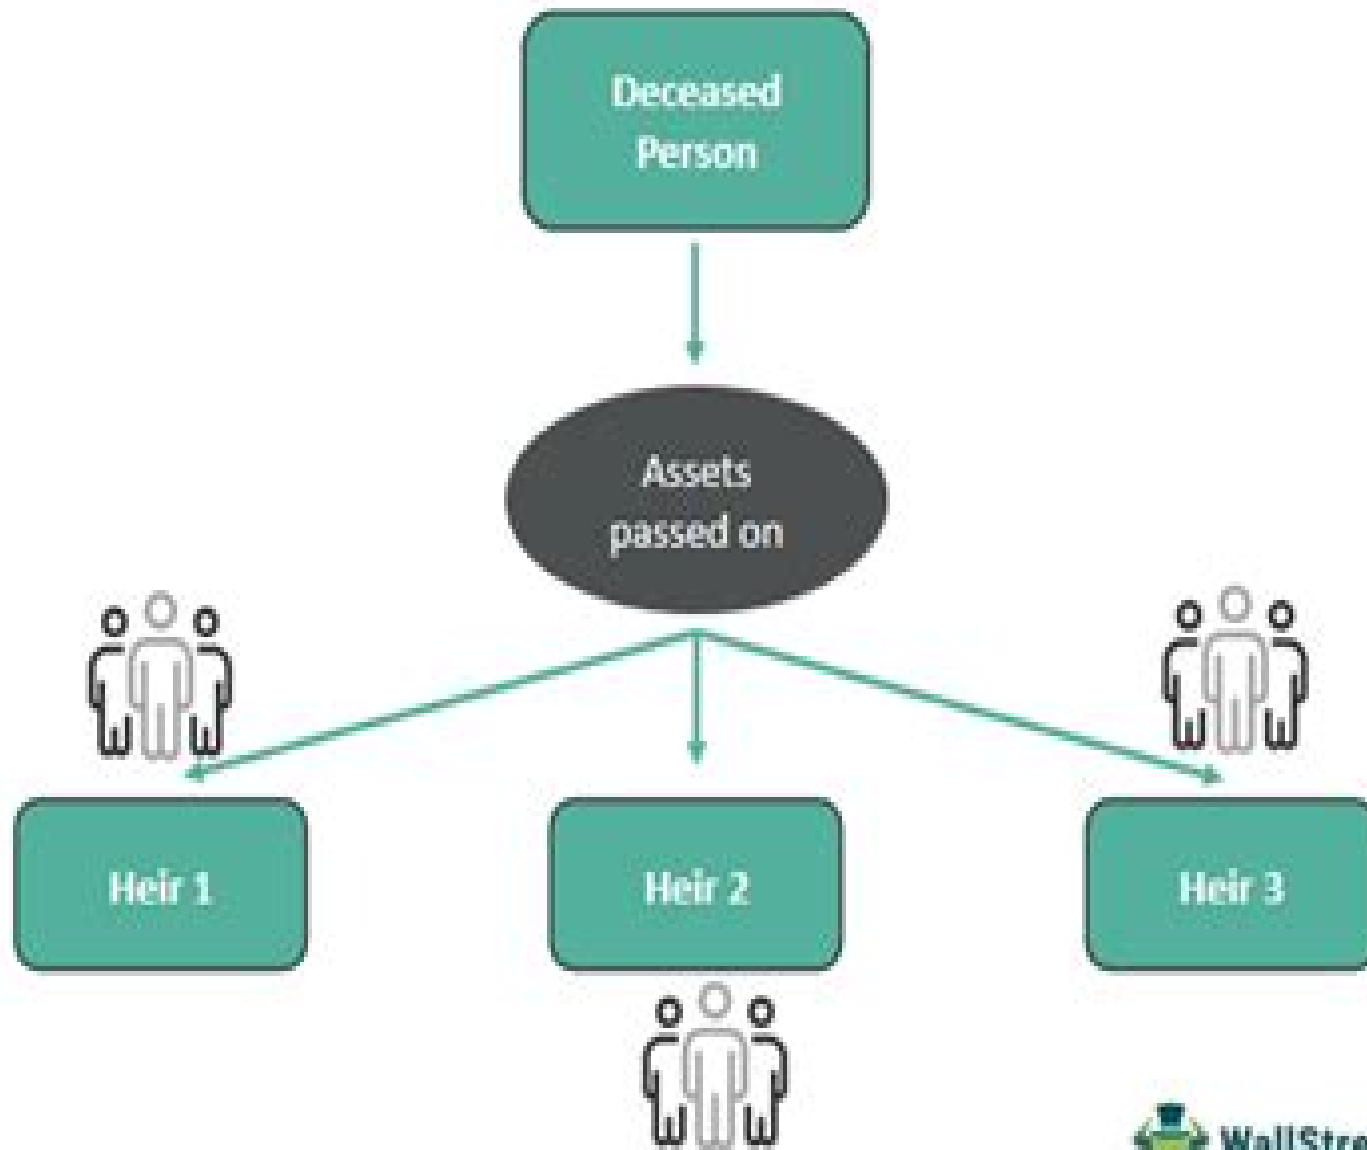 Deceased
Person
Assets
passed on
Heir 1
Heir 2
Heir 3